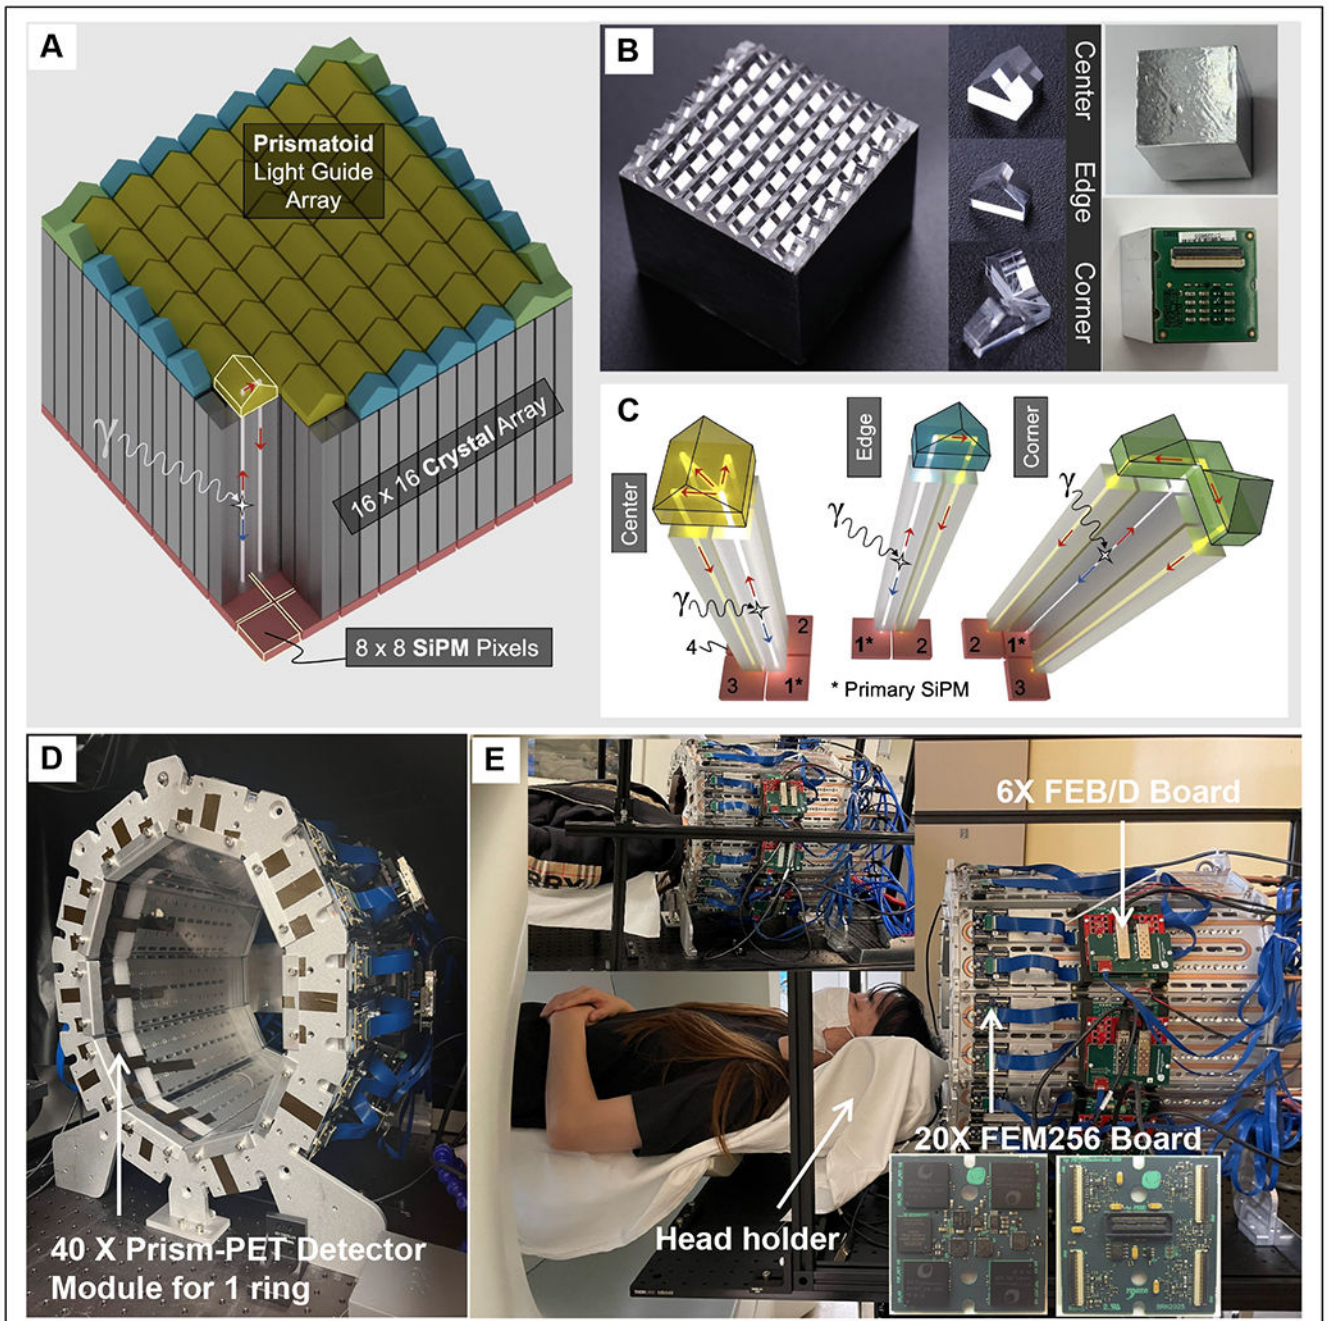 A
Prismatoid
Light Guide
Array
γ
16 x 16 Crystal Array
8 x 8 SiPM Pixels
B
Center
Edge
Corner
C
Center
Edge
Corner
γ
γ
γ
4
2
3
1*
1*
2
2
1*
3
* Primary SiPM
D
40 X Prism-PET Detector
Module for 1 ring
E
6X FEB/D Board
20X FEM256 Board
Head holder